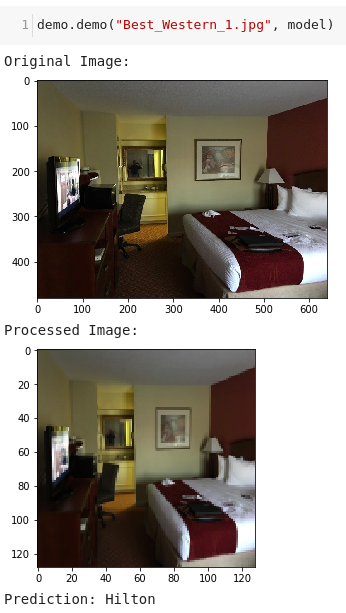 1 demo.demo("Best_Western_1.jpg", model)
Original Image:
0
100
200
300
400
0 100 200 300 400 500 600
Processed Image:
0
20
40
60
80
100
120
0 20 40 60 80 100 120
Prediction: Hilton